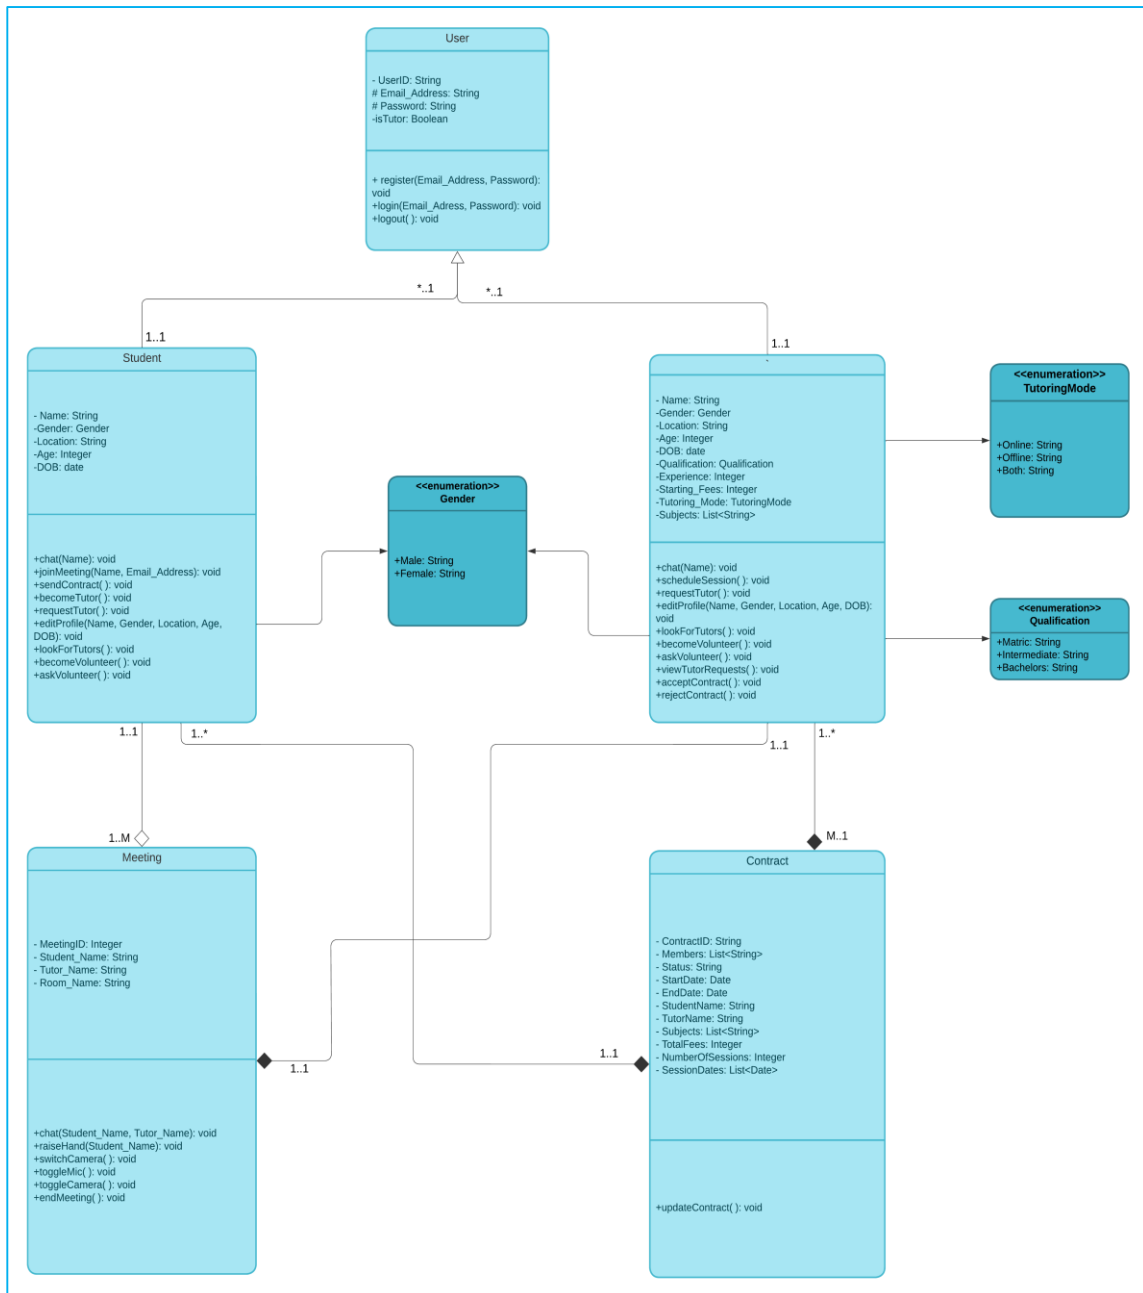 User
- UserID: String
# Email_Address: String
# Password: String
-isTutor: Boolean
+ register(Email_Address, Password):
void
+login(Email_Adress, Password): void
+logout( ): void
*..1
*..1
1..1
1..1
Student
- Name: String
-Gender: Gender
-Location: String
-Age: Integer
-DOB: date
+chat(Name): void
+joinMeeting(Name, Email_Address): void
+sendContract( ): void
+becomeTutor( ): void
+requestTutor( ): void
+editProfile(Name, Gender, Location, Age,
DOB): void
+lookForTutors( ): void
+becomeVolunteer( ): void
+askVolunteer( ): void
<<enumeration>>
Gender
+Male: String
+Female: String
- Name: String
-Gender: Gender
-Location: String
-Age: Integer
-DOB: date
-Qualification: Qualification
-Experience: Integer
-Starting_Fees: Integer
-Tutoring_Mode: TutoringMode
-Subjects: List<String>
+chat(Name): void
+scheduleSession( ): void
+requestTutor( ): void
+editProfile(Name, Gender, Location, Age, DOB):
void
+lookForTutors( ): void
+becomeVolunteer( ): void
+askVolunteer( ): void
+viewTutorRequests( ): void
+acceptContract( ): void
+rejectContract( ): void
<<enumeration>>
TutoringMode
+Online: String
+Offline: String
+Both: String
<<enumeration>>
Qualification
+Matric: String
+Intermediate: String
+Bachelors: String
1..1
1..*
1..1
1..*
1..M
M..1
Meeting
- MeetingID: Integer
- Student_Name: String
- Tutor_Name: String
- Room_Name: String
+chat(Student_Name, Tutor_Name): void
+raiseHand(Student_Name): void
+switchCamera( ): void
+toggleMic( ): void
+toggleCamera( ): void
+endMeeting( ): void
1..1
1..1
Contract
- ContractID: String
- Members: List<String>
- Status: String
- StartDate: Date
- EndDate: Date
- StudentName: String
- TutorName: String
- Subjects: List<String>
- TotalFees: Integer
- NumberOfSessions: Integer
- SessionDates: List<Date>
+updateContract( ): void